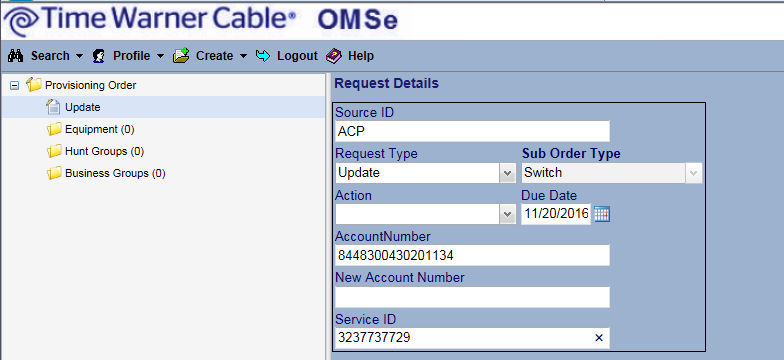 Time Warner Cable® OMSe
Search Profile Create Logout Help
Provisioning Order
Update
Equipment (0)
Hunt Groups (0)
Business Groups (0)
Request Details
Source ID
ACP
Request Type Sub Order Type
Update Switch
Action Due Date
11/20/2016
AccountNumber
8448300430201134
New Account Number
Service ID
3237737729